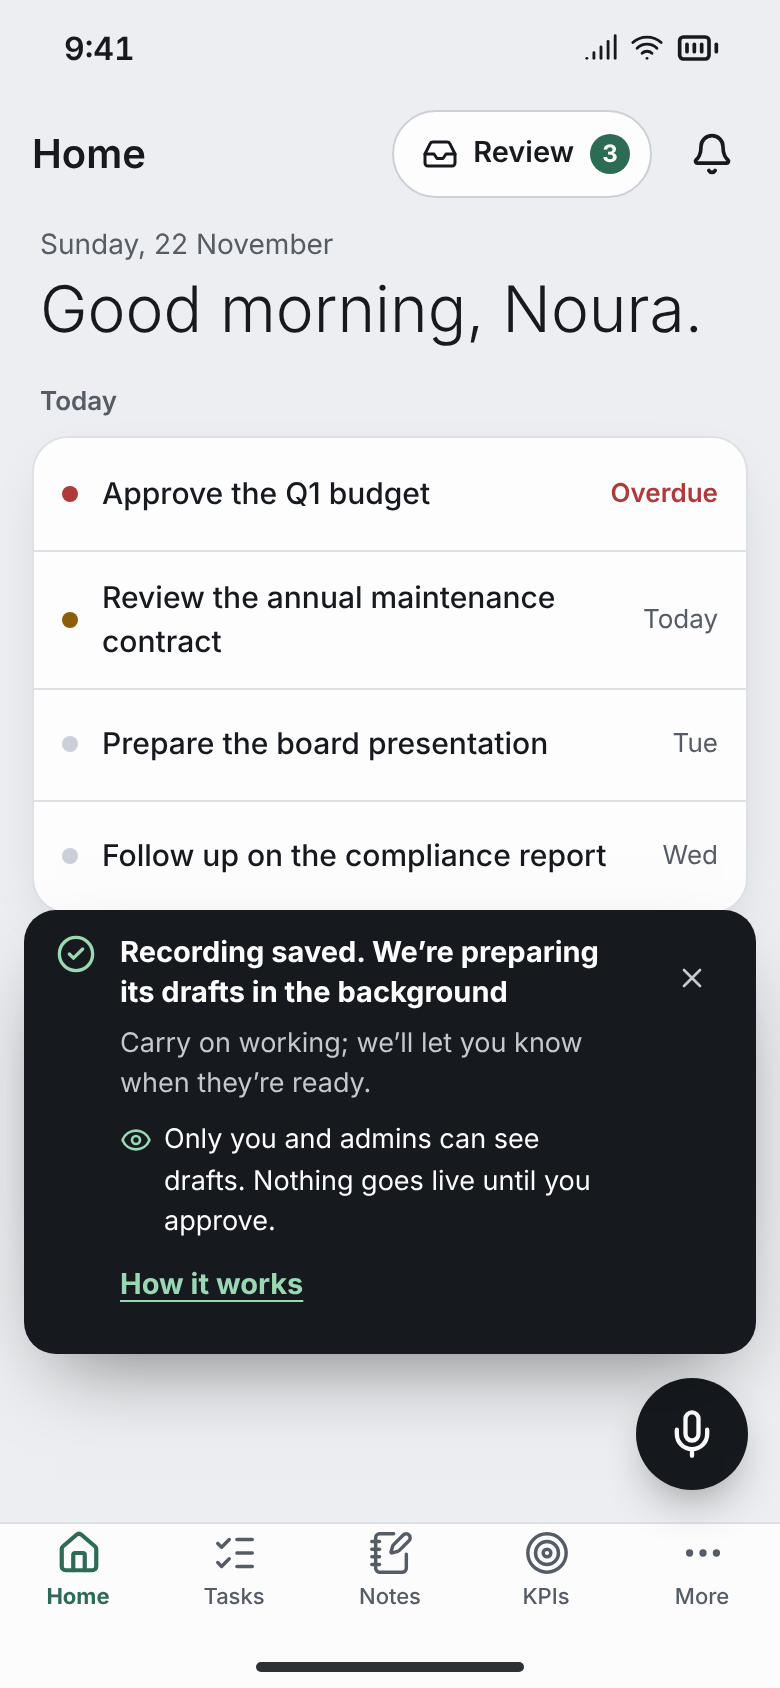 9:41
Home
Review 3
Sunday, 22 November
Good morning, Noura.
Today
Approve the Q1 budget Overdue
Review the annual maintenance
contract
Today
Prepare the board presentation Tue
Follow up on the compliance report Wed
Recording saved. We’re preparing
its drafts in the background
Carry on working; we’ll let you know
when they’re ready.
Only you and admins can see
drafts. Nothing goes live until you
approve.
How it works
Home Tasks Notes KPIs More